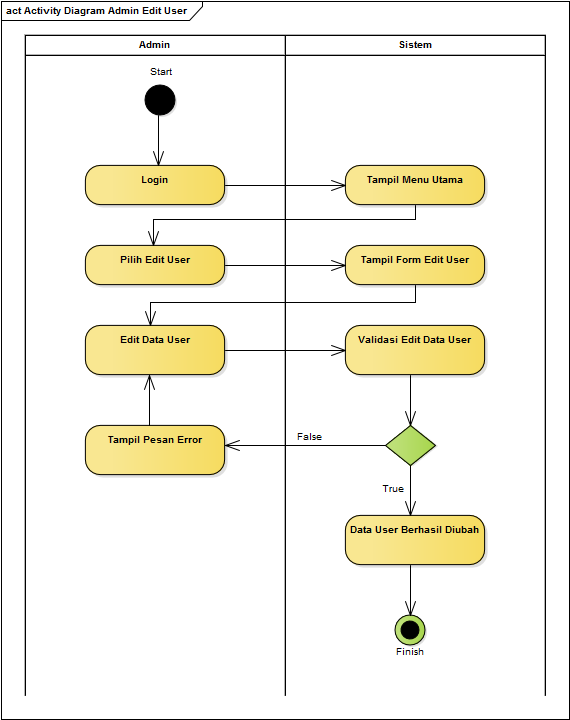 act Activity Diagram Admin Edit User
Admin
Sistem
Start
Login
Tampil Menu Utama
Pilih Edit User
Tampil Form Edit User
Edit Data User
Validasi Edit Data User
Tampil Pesan Error
False
True
Data User Berhasil Diubah
Finish